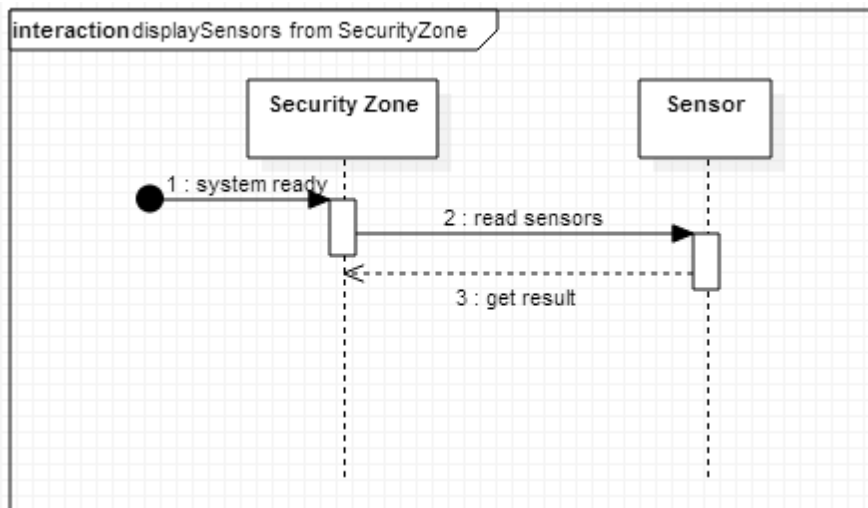 interaction displaySensors from SecurityZone
Security Zone
Sensor
1 : system ready
2 : read sensors
3 : get result